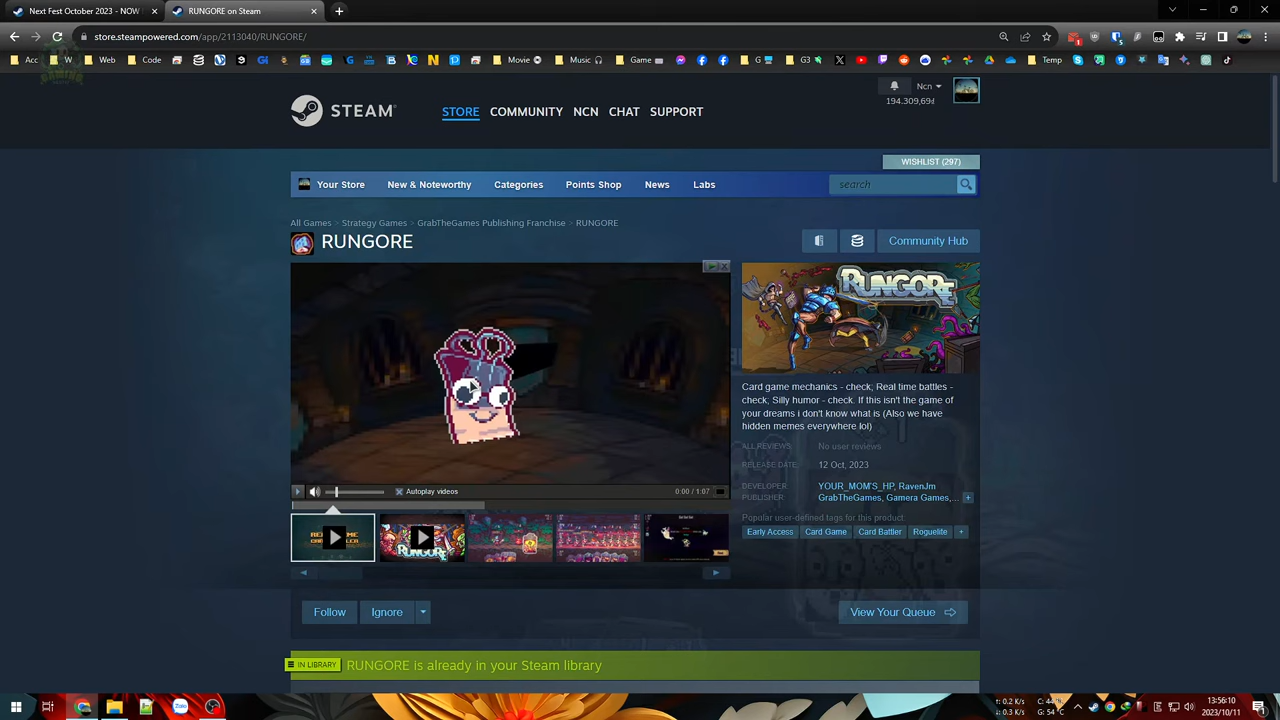 Next Fest October 2023 - NOW
RUNGORE on Steam
store.steampowered.com/app/2113040/RUNGORE/
Acc
Web
Movie
Music
Game
Temp
STEAM
STORE COMMUNITY NCN CHAT SUPPORT
Ncn
194.309,69₫
WISHLIST (297)
Your Store New & Noteworthy Categories Points Shop News Labs
search
All Games > Strategy Games > GrabTheGames Publishing Franchise > RUNGORE
RUNGORE
Community Hub
RUNGORE
Card game mechanics - check; Real time battles -
check; Silly humor - check. If this isn't the game of
your dreams i don't know what is (Also we have
hidden memes everywhere lol)
ALL REVIEWS: No user reviews
RELEASE DATE: 12 Oct, 2023
DEVELOPER: YOUR_MOM'S_HP, RavenJm
PUBLISHER: GrabTheGames, Gamera Games,... +
Autoplay videos
0:00 / 1:07
Popular user-defined tags for this product:
Early Access Card Game Card Battler Roguelite +
RUNGORE
Follow Ignore
View Your Queue
IN LIBRARY
RUNGORE is already in your Steam library
Zalo
13:56:10
2023/10/11